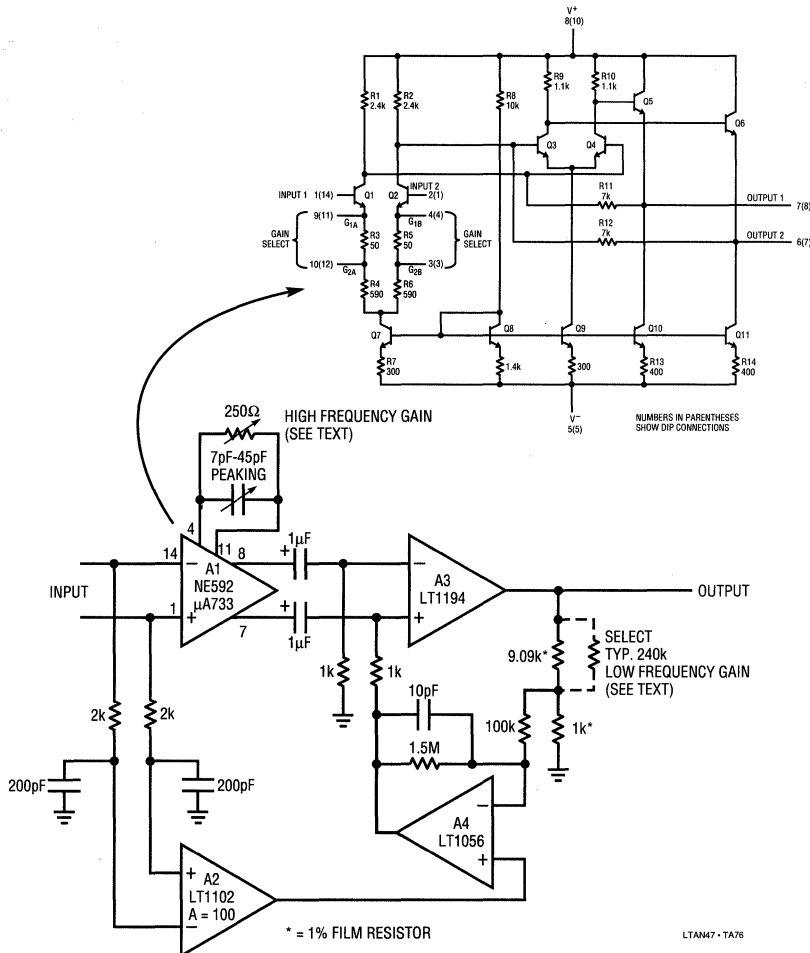 V+
8(10)
R1
2.4k
R2
2.4k
R8
10k
R9
1.1k
R10
1.1k
Q5
Q6
Q3
Q4
INPUT 1
1(14)
Q1
Q2
INPUT 2
2(1)
R11
7k
OUTPUT 1
7(8)
R12
7k
OUTPUT 2
6(7)
GAIN
SELECT
9(11)
G1A
R3
50
10(12)
G2A
R4
590
G1B
4(4)
R5
50
G2B
3(3)
R6
590
GAIN
SELECT
Q7
Q8
Q9
Q10
Q11
R7
300
1.4k
300
R13
400
R14
400
V−
5(5)
NUMBERS IN PARENTHESES
SHOW DIP CONNECTIONS
250Ω
HIGH FREQUENCY GAIN
(SEE TEXT)
7pF-45pF
PEAKING
4
11
14
−
A1
NE592
μA733
1
+
8
7
INPUT
+
1μF
+
1μF
−
A3
LT1194
+
OUTPUT
1k
1k
9.09k*
SELECT
TYP. 240k
LOW FREQUENCY GAIN
(SEE TEXT)
10pF
100k
1k*
1.5M
2k
2k
200pF
200pF
−
A4
LT1056
+
+
A2
LT1102
A = 100
−
* = 1% FILM RESISTOR
LTAN47 • TA76